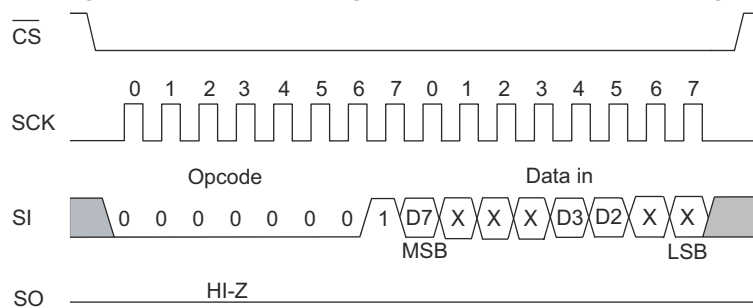 CS
0 1 2 3 4 5 6 7 0 1 2 3 4 5 6 7
SCK
Opcode Data in
SI 0 0 0 0 0 0 0 1 D7 X X X D3 D2 X X
MSB LSB
HI-Z
SO